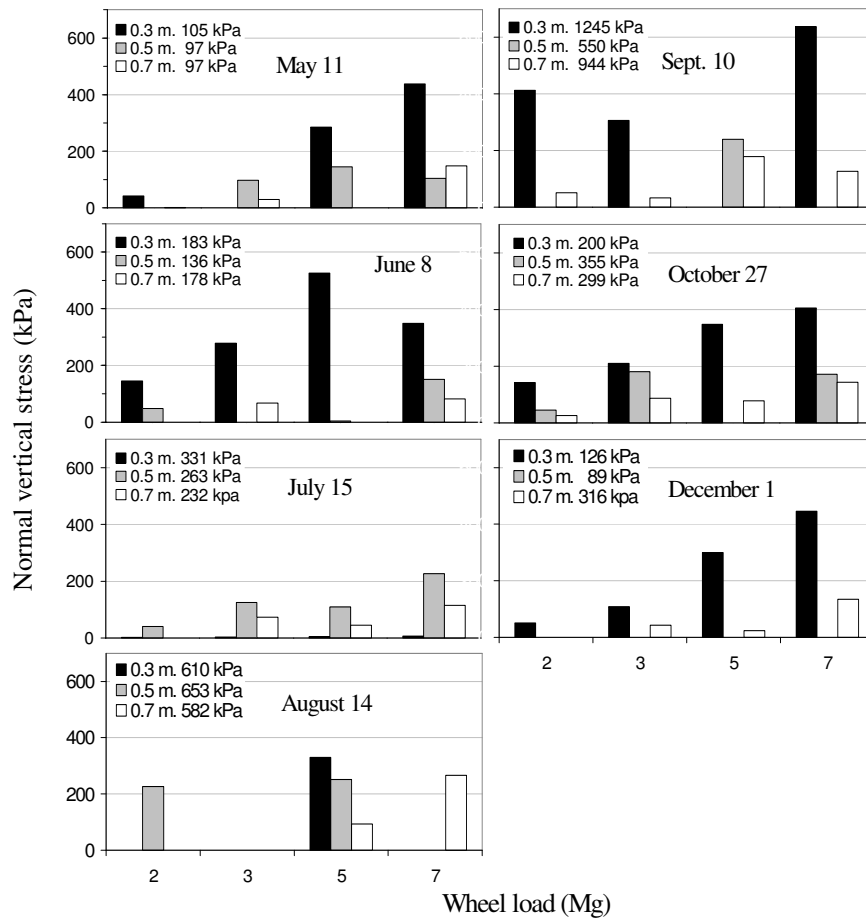 600
400
200
0
0.3 m. 105 kPa
0.5 m. 97 kPa
0.7 m. 97 kPa
May 11
0.3 m. 1245 kPa
0.5 m. 550 kPa
0.7 m. 944 kPa
Sept. 10
600
400
200
0
0.3 m. 183 kPa
0.5 m. 136 kPa
0.7 m. 178 kPa
June 8
0.3 m. 200 kPa
0.5 m. 355 kPa
0.7 m. 299 kPa
October 27
Normal vertical stress (kPa)
600
400
200
0
0.3 m. 331 kPa
0.5 m. 263 kPa
0.7 m. 232 kpa
July 15
0.3 m. 126 kPa
0.5 m. 89 kPa
0.7 m. 316 kpa
December 1
2 3 5 7
600
400
200
0
0.3 m. 610 kPa
0.5 m. 653 kPa
0.7 m. 582 kPa
August 14
2 3 5 7
Wheel load (Mg)